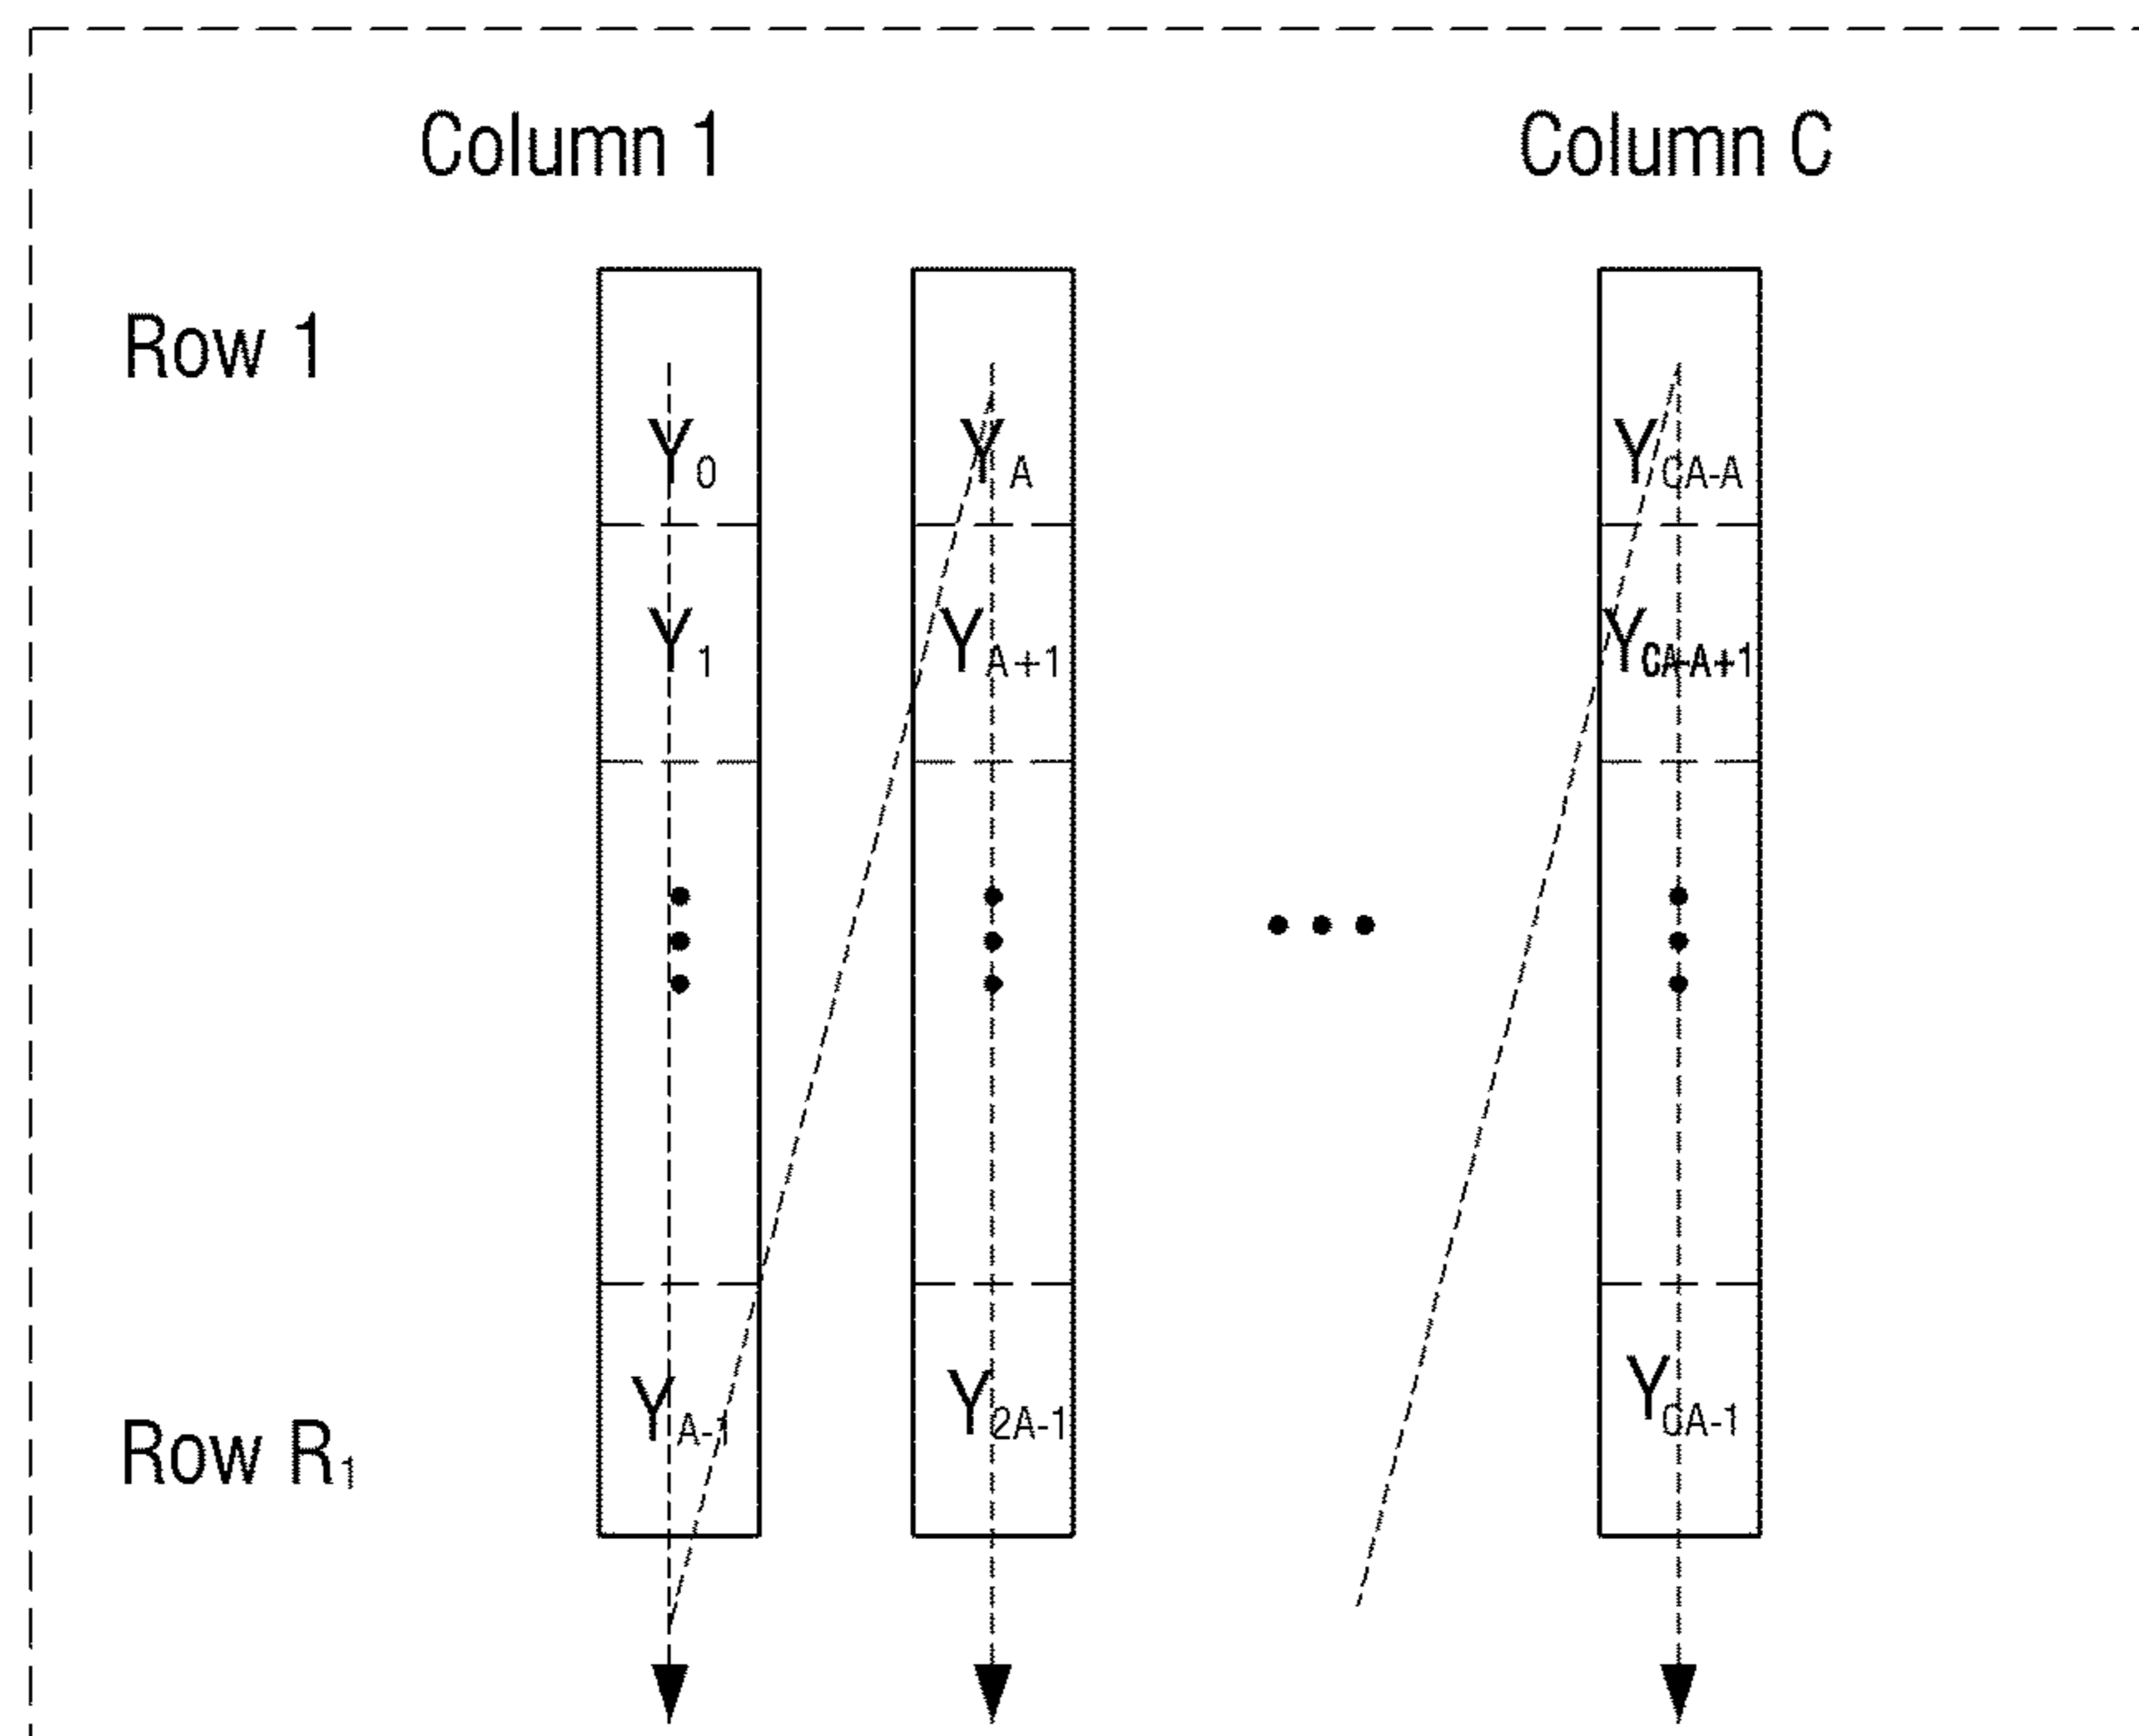 Column 1 Column C
Row 1
Y0 YA YCA-A
Y1 YA+1 YCA-A+1
YA-1 Y2A-1 YCA-1
Row R1